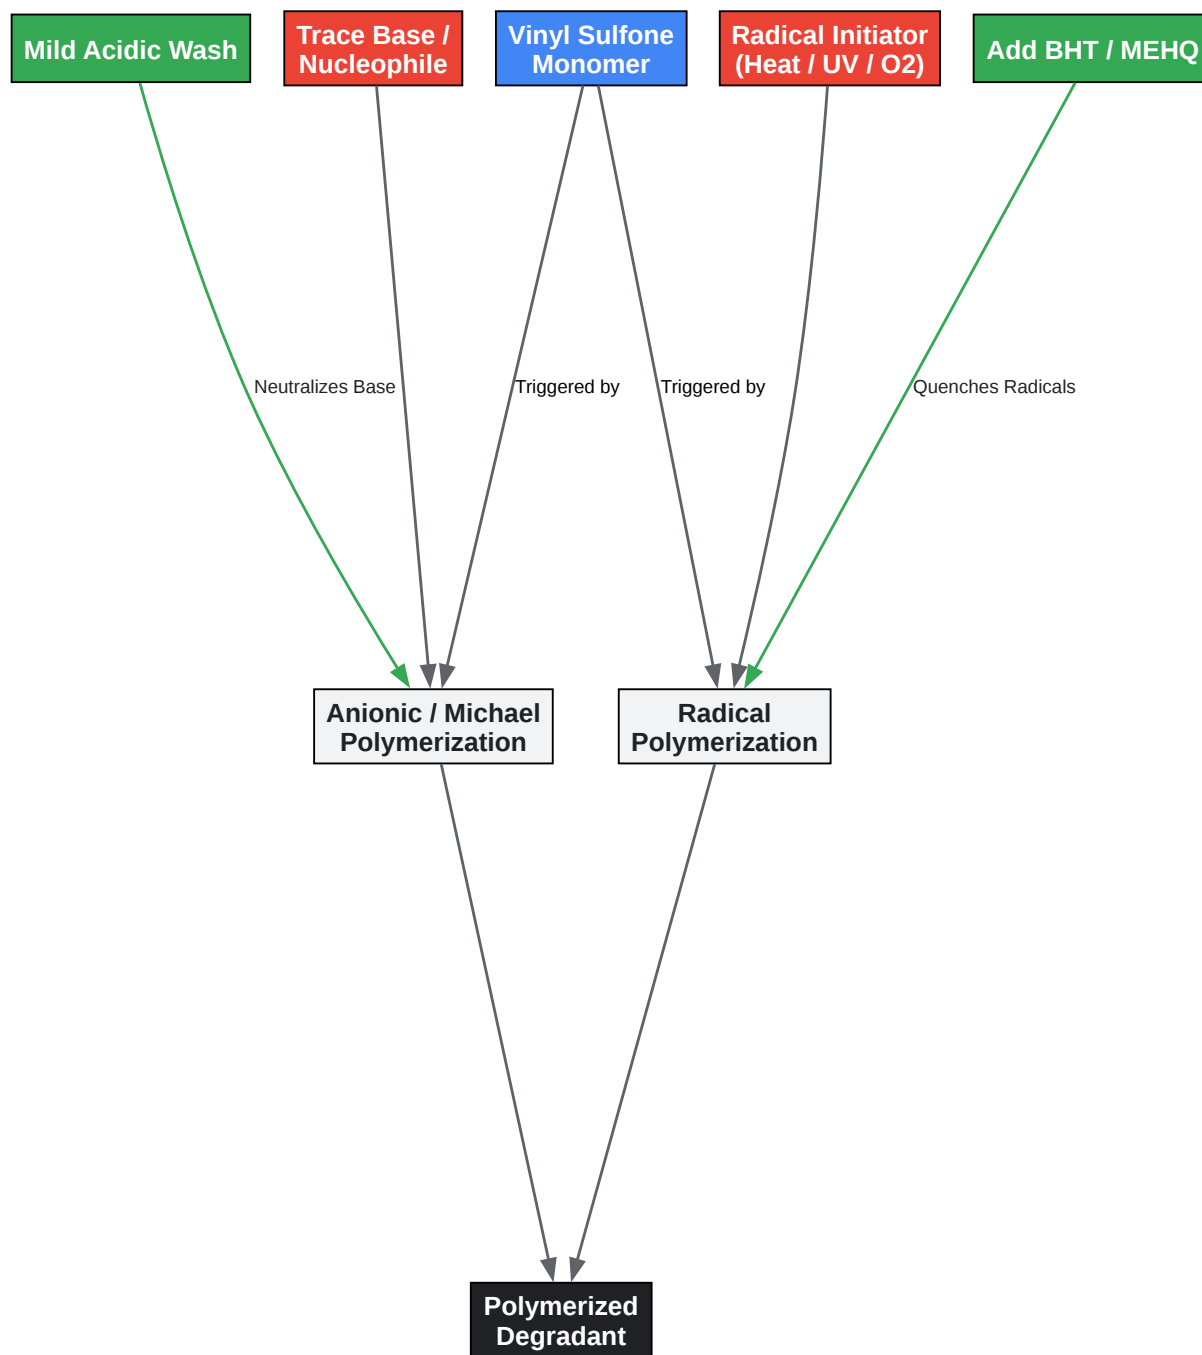 Mild Acidic Wash
Trace Base /
Nucleophile
Vinyl Sulfone
Monomer
Radical Initiator
(Heat / UV / O2)
Add BHT / MEHQ
Neutralizes Base
Triggered by
Triggered by
Quenches Radicals
Anionic / Michael
Polymerization
Radical
Polymerization
Polymerized
Degradant